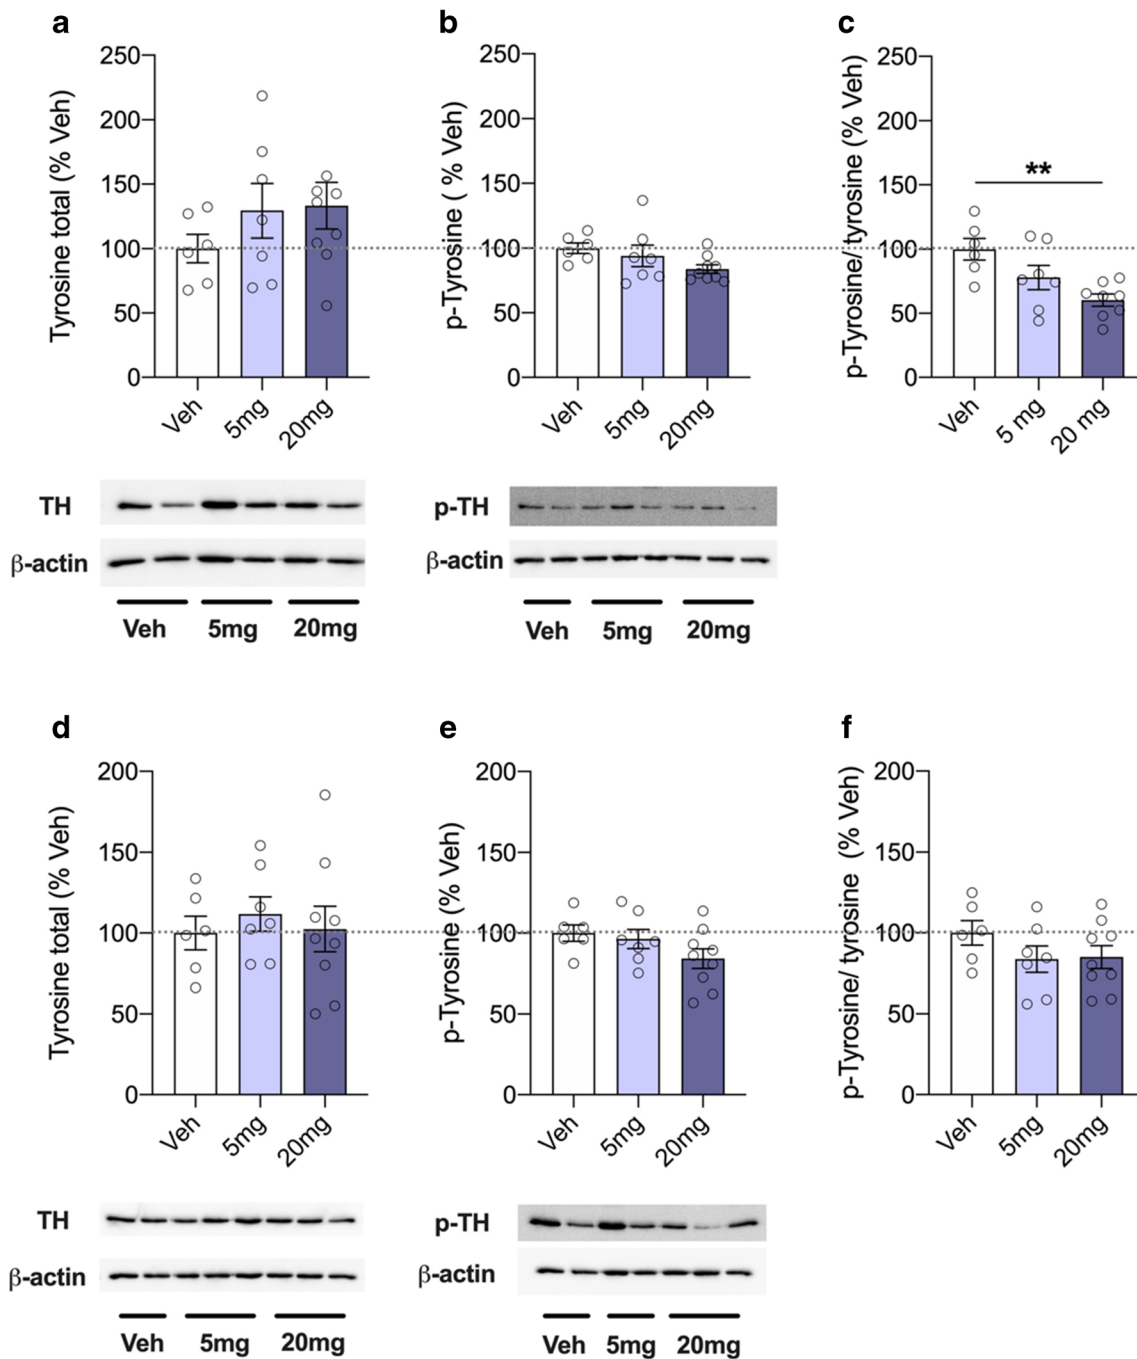 a
Tyrosine total (% Veh)
250
200
150
100
50
0
Veh
5mg
20mg
TH
β-actin
Veh
5mg
20mg
b
p-Tyrosine ( % Veh)
250
200
150
100
50
0
Veh
5mg
20mg
p-TH
β-actin
Veh
5mg
20mg
c
p-Tyrosine/ tyrosine (% Veh)
250
200
150
100
50
0
**
Veh
5 mg
20 mg
d
Tyrosine total (% Veh)
200
150
100
50
0
Veh
5mg
20mg
TH
β-actin
Veh
5mg
20mg
e
p-Tyrosine (% Veh)
200
150
100
50
0
Veh
5mg
20mg
p-TH
β-actin
Veh
5mg
20mg
f
p-Tyrosine/ tyrosine (% Veh)
200
150
100
50
0
Veh
5mg
20mg